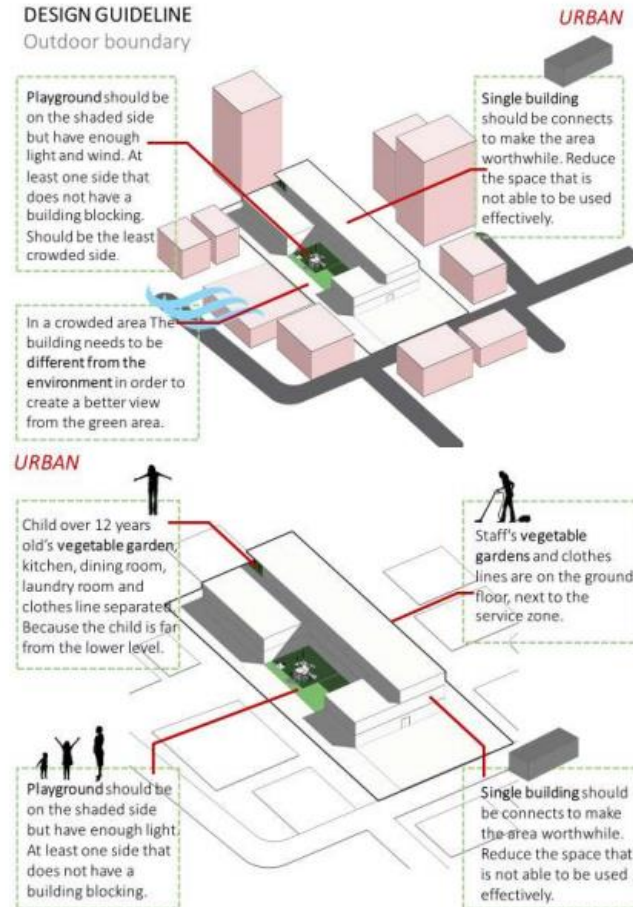 DESIGN GUIDELINE
Outdoor boundary
URBAN
Playground should be
on the shaded side
but have enough
light and wind. At
least one side that
does not have a
building blocking.
Should be the least
crowded side.
Single building
should be connects
to make the area
worthwhile. Reduce
the space that is
not able to be used
effectively.
In a crowded area The
building needs to be
different from the
environment in order to
create a better view
from the green area.
URBAN
Child over 12 years
old's vegetable garden,
kitchen, dining room,
laundry room and
clothes line separated
Because the child is far
from the lower level.
Staff's vegetable
gardens and clothes
lines are on the ground
floor, next to the
service zone.
Playground should be
on the shaded side
but have enough light
At least one side that
does not have a
building blocking.
Single building should
be connects to make
the area worthwhile.
Reduce the space that
is not able to be used
effectively.